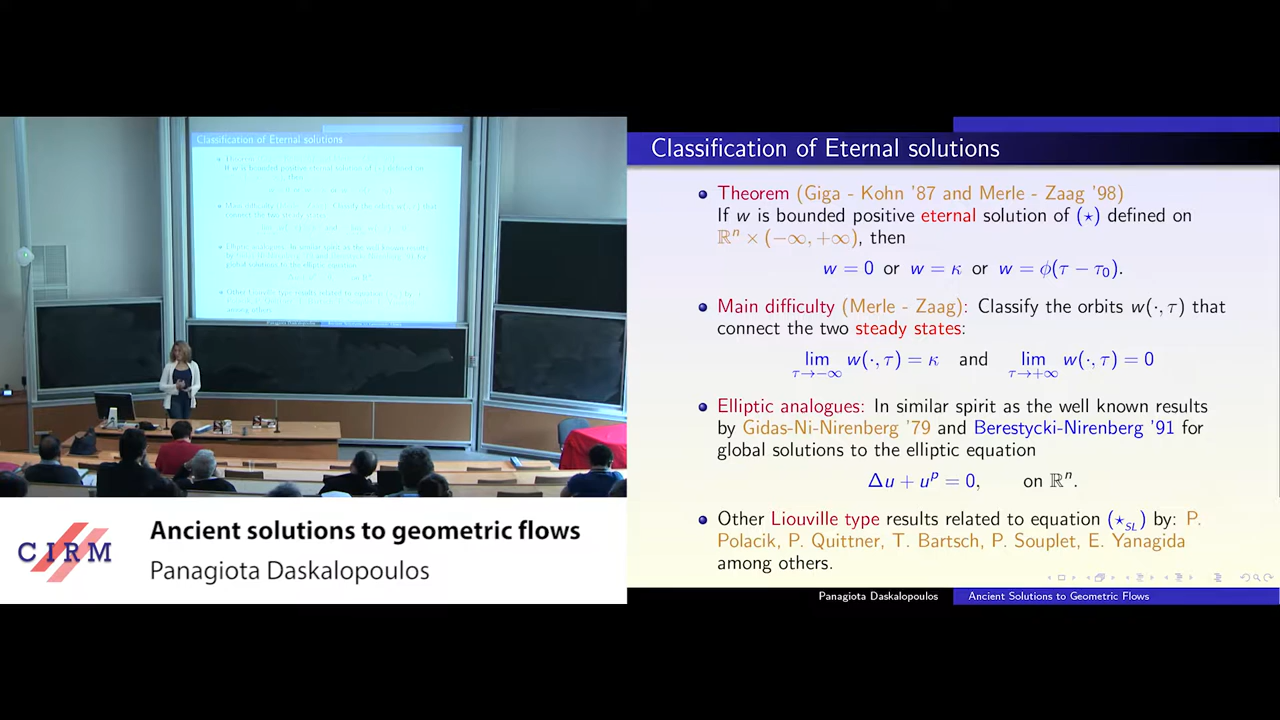 Classification of Eternal solutions
CIRM
Ancient solutions to geometric flows
Panagiota Daskalopoulos
Classification of Eternal solutions
Theorem (Giga - Kohn '87 and Merle - Zaag '98)
If w is bounded positive eternal solution of (⋆) defined on
ℝⁿ × (−∞, +∞), then
w = 0 or w = κ or w = ϕ(τ − τ₀).
Main difficulty (Merle - Zaag): Classify the orbits w(·, τ) that
connect the two steady states:
lim_{τ→−∞} w(·, τ) = κ and lim_{τ→+∞} w(·, τ) = 0
Elliptic analogues: In similar spirit as the well known results
by Gidas-Ni-Nirenberg '79 and Berestycki-Nirenberg '91 for
global solutions to the elliptic equation
Δu + uᵖ = 0, on ℝⁿ.
Other Liouville type results related to equation (⋆_SL) by: P.
Polacik, P. Quittner, T. Bartsch, P. Souplet, E. Yanagida
among others.
Panagiota Daskalopoulos
Ancient Solutions to Geometric Flows